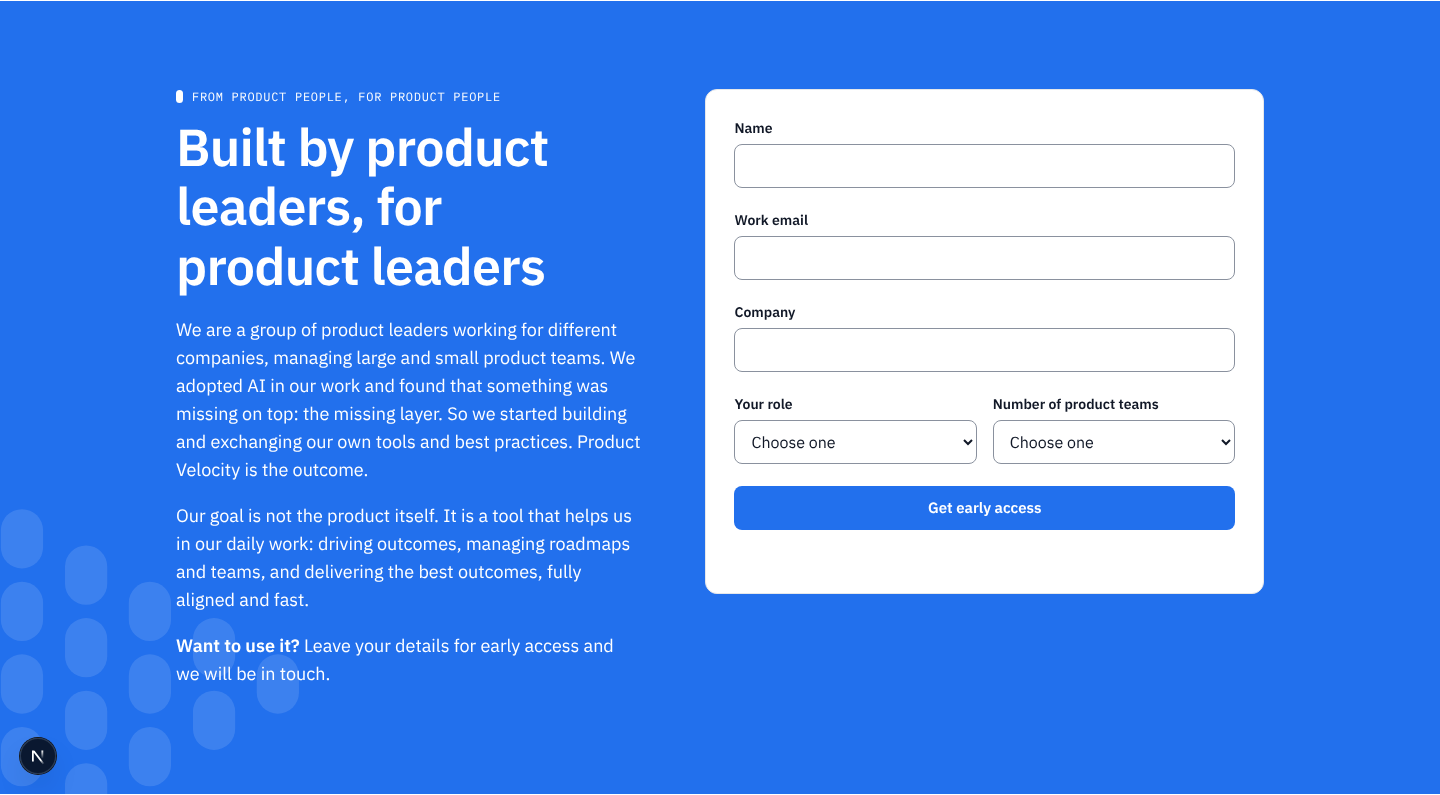 FROM PRODUCT PEOPLE, FOR PRODUCT PEOPLE
Built by product
leaders, for
product leaders
We are a group of product leaders working for different
companies, managing large and small product teams. We
adopted AI in our work and found that something was
missing on top: the missing layer. So we started building
and exchanging our own tools and best practices. Product
Velocity is the outcome.
Our goal is not the product itself. It is a tool that helps us
in our daily work: driving outcomes, managing roadmaps
and teams, and delivering the best outcomes, fully
aligned and fast.
Want to use it? Leave your details for early access and
we will be in touch.
Name
Work email
Company
Your role
Number of product teams
Choose one
Choose one
Get early access
N